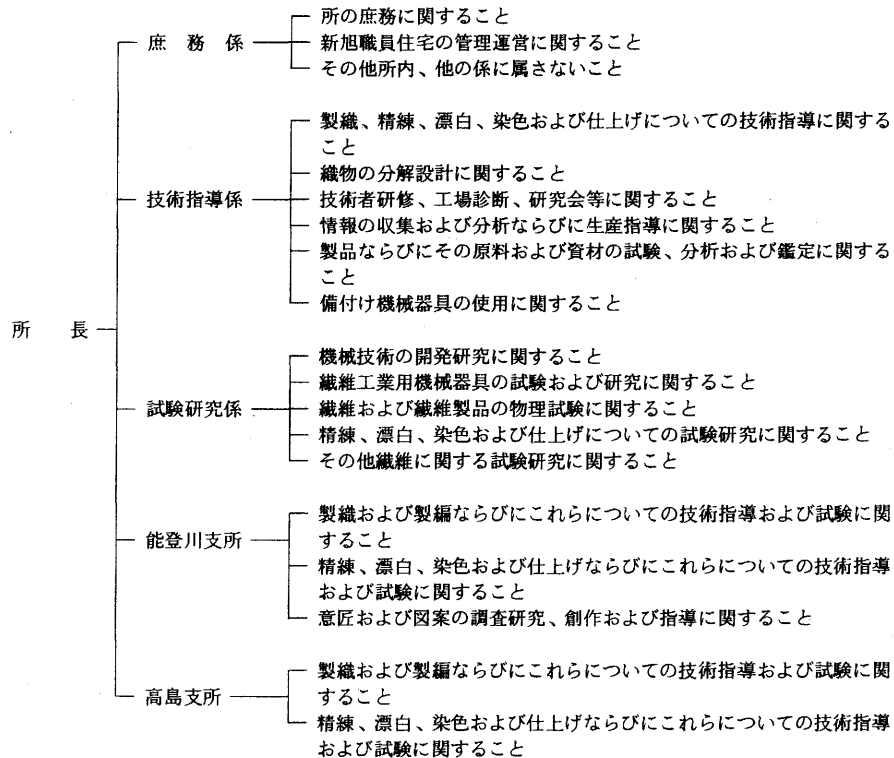 所長
庶務係
所の庶務に関すること
新旭職員住宅の管理運営に関すること
その他所内、他の係に属さないこと
技術指導係
製織、精練、漂白、染色および仕上げについての技術指導に関する
こと
織物の分解設計に関すること
技術者研修、工場診断、研究会等に関すること
情報の収集および分析ならびに生産指導に関すること
製品ならびにその原料および資材の試験、分析および鑑定に関する
こと
備付け機械器具の使用に関すること
試験研究係
機械技術の開発研究に関すること
繊維工業用機械器具の試験および研究に関すること
繊維および繊維製品の物理試験に関すること
精練、漂白、染色および仕上げについての試験研究に関すること
その他繊維に関する試験研究に関すること
能登川支所
製織および製編ならびにこれらについての技術指導および試験に関
すること
精練、漂白、染色および仕上げならびにこれらについての技術指導
および試験に関すること
意匠および図案の調査研究、創作および指導に関すること
高島支所
製織および製編ならびにこれらについての技術指導および試験に関
すること
精練、漂白、染色および仕上げならびにこれらについての技術指導
および試験に関すること